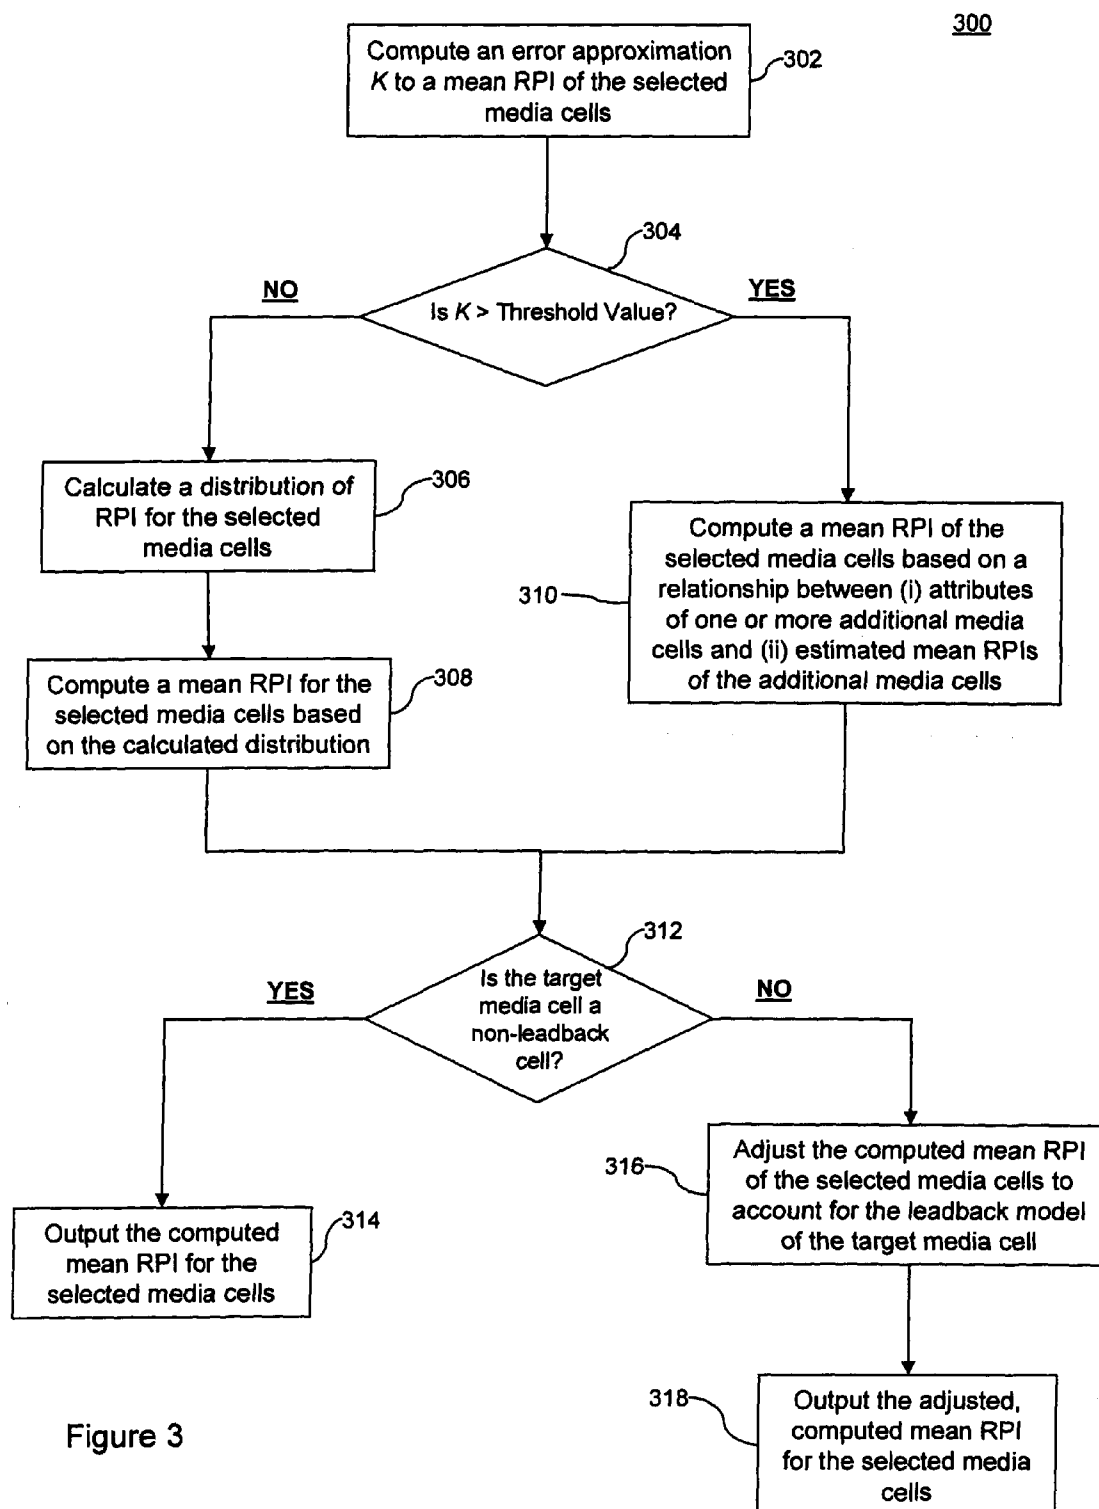 300
Compute an error approximation
K to a mean RPI of the selected
media cells
302
304
NO
YES
Is K > Threshold Value?
Calculate a distribution of
RPI for the selected
media cells
306
Compute a mean RPI of the
selected media cells based on a
relationship between (i) attributes
of one or more additional media
cells and (ii) estimated mean RPIs
of the additional media cells
310
Compute a mean RPI for the
selected media cells based
on the calculated distribution
308
312
Is the target
media cell a
non-leadback
cell?
YES
NO
316
Adjust the computed mean RPI
of the selected media cells to
account for the leadback model
of the target media cell
314
Output the computed
mean RPI for the
selected media cells
318
Output the adjusted,
computed mean RPI
for the selected media
cells
Figure 3